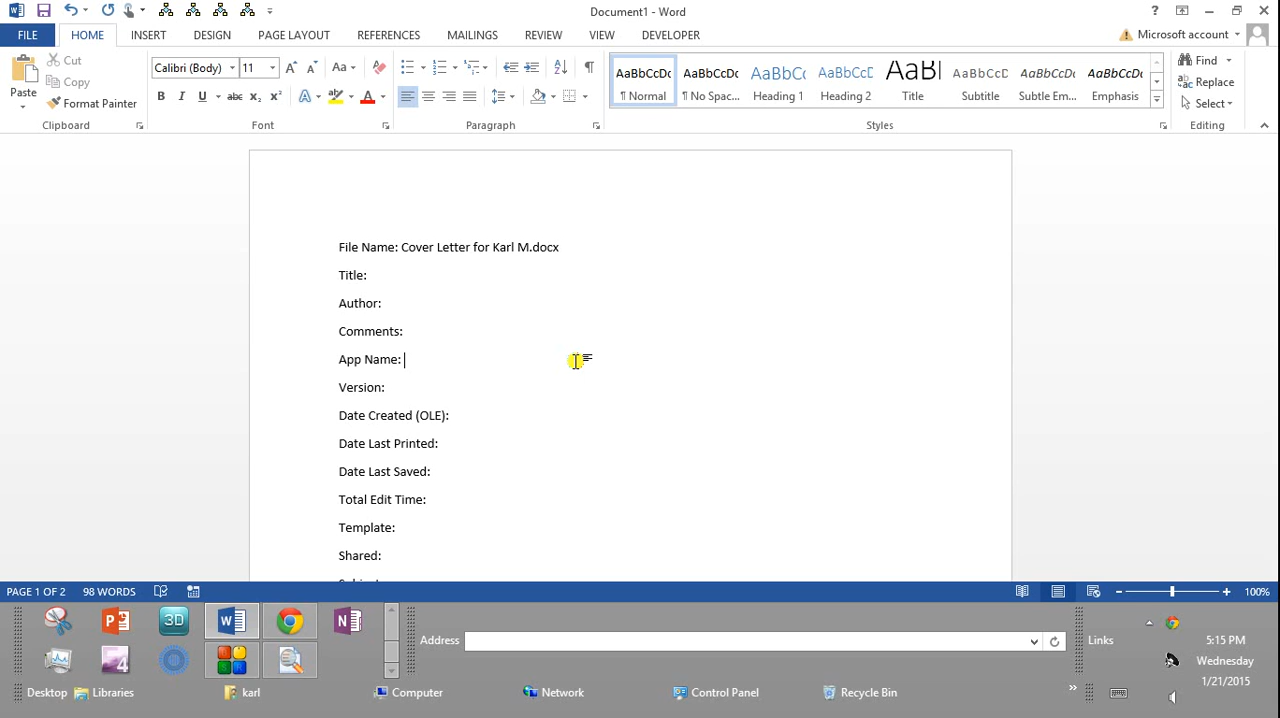 Document1 - Word
FILE HOME INSERT DESIGN PAGE LAYOUT REFERENCES MAILINGS REVIEW VIEW DEVELOPER Microsoft account
Paste
Cut
Copy
Format Painter
Clipboard
Calibri (Body) 11
Font
Paragraph
AaBbCcDc AaBbCcDc AaBbCc AaBbCcD AaBl AaBbCcD AaBbCcDc AaBbCcDc
¶ Normal ¶ No Spac... Heading 1 Heading 2 Title Subtitle Subtle Em... Emphasis
Styles
Find
Replace
Select
Editing
File Name: Cover Letter for Karl M.docx
Title:
Author:
Comments:
App Name:
Version:
Date Created (OLE):
Date Last Printed:
Date Last Saved:
Total Edit Time:
Template:
Shared:
PAGE 1 OF 2 98 WORDS 100%
Address
Links
5:15 PM
Wednesday
1/21/2015
Desktop Libraries karl Computer Network Control Panel Recycle Bin